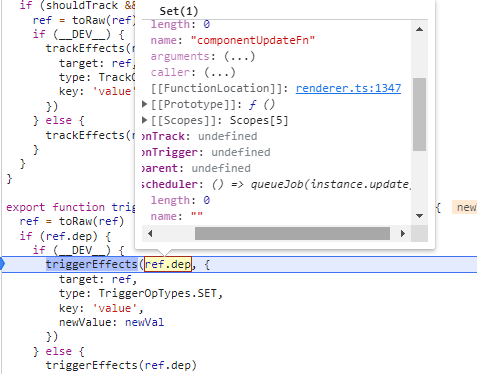 if (shouldTrack &&
ref = toRaw(ref)
if (__DEV__) {
trackEffects(r
target: ref,
type: TrackO
key: 'value'
})
} else {
trackEffects(r
}
}
}
export function trig
{ new
ref = toRaw(ref)
if (ref.dep) {
if (__DEV__) {
triggerEffects(ref.dep, {
target: ref,
type: TriggerOpTypes.SET,
key: 'value',
newValue: newVal
})
} else {
triggerEffects(ref.dep)
Set(1)
length: 0
name: "componentUpdateFn"
arguments: (...)
caller: (...)
[[FunctionLocation]]: renderer.ts:1347
[[Prototype]]: ƒ ()
[[Scopes]]: Scopes[5]
onTrack: undefined
onTrigger: undefined
parent: undefined
scheduler: () => queueJob(instance.update
length: 0
name: ""